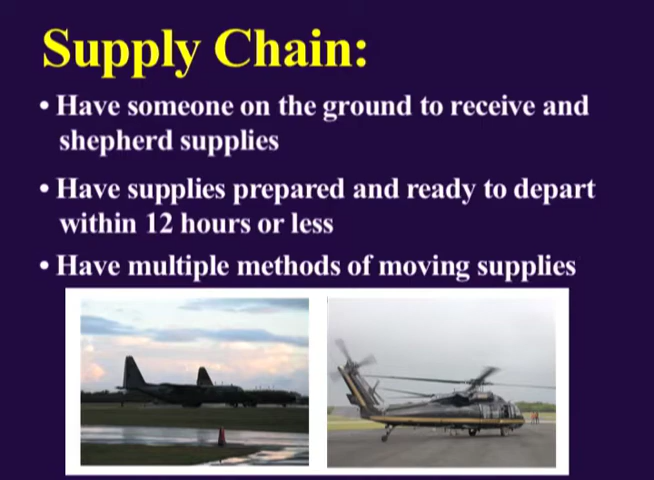 Supply Chain:
• Have someone on the ground to receive and
shepherd supplies
• Have supplies prepared and ready to depart
within 12 hours or less
• Have multiple methods of moving supplies